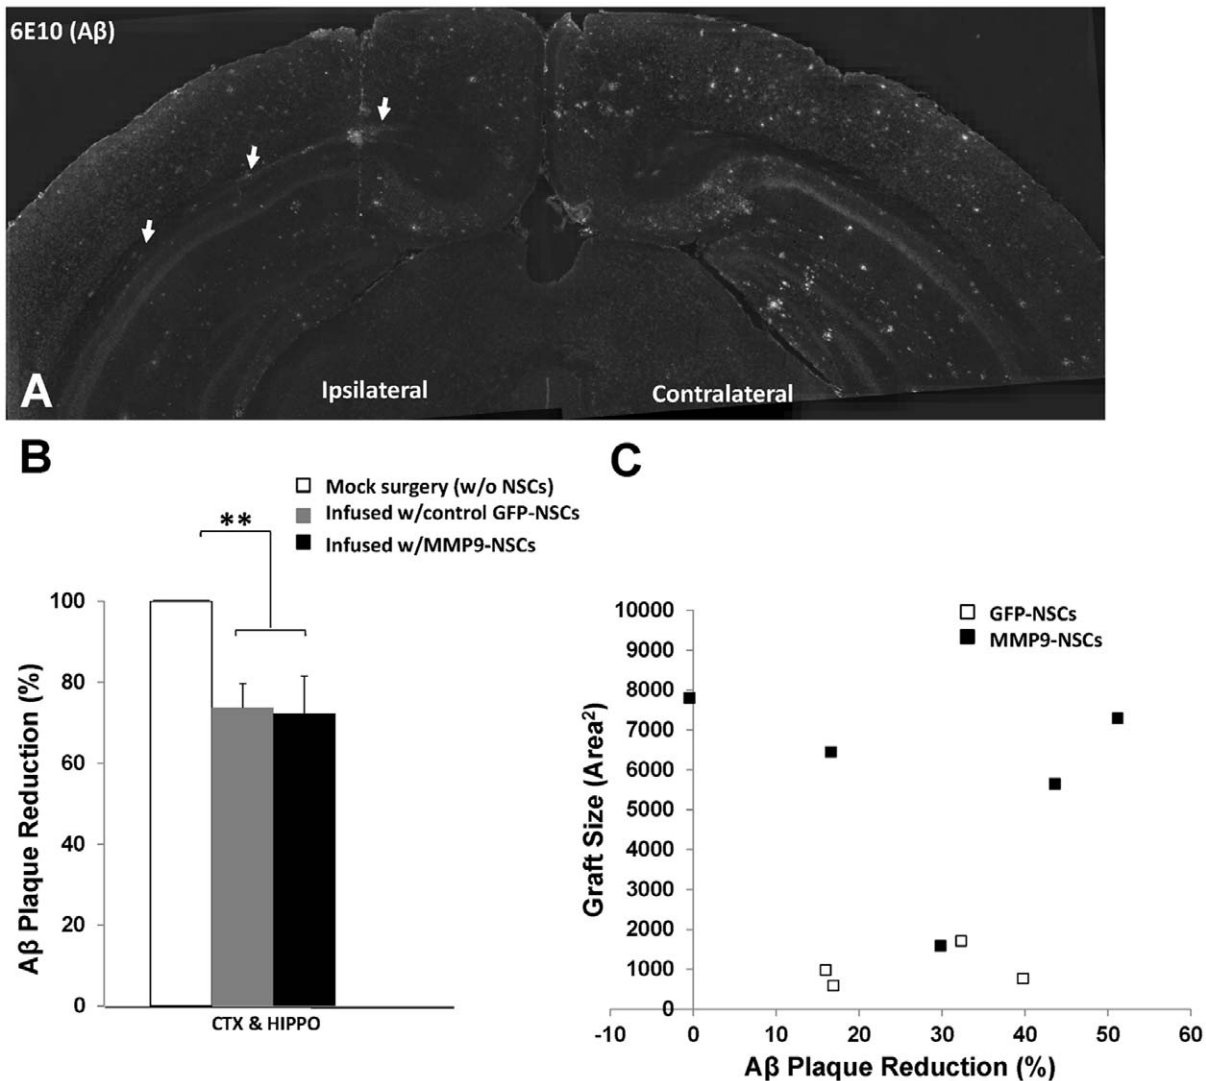 6E10 (Aβ)
Ipsilateral
Contralateral
A
B
Mock surgery (w/o NSCs)
Infused w/control GFP-NSCs
Infused w/MMP9-NSCs
**
Aβ Plaque Reduction (%)
100
80
60
40
20
0
CTX & HIPPO
C
GFP-NSCs
MMP9-NSCs
Graft Size (Area²)
10000
9000
8000
7000
6000
5000
4000
3000
2000
1000
0
-10 0 10 20 30 40 50 60
Aβ Plaque Reduction (%)